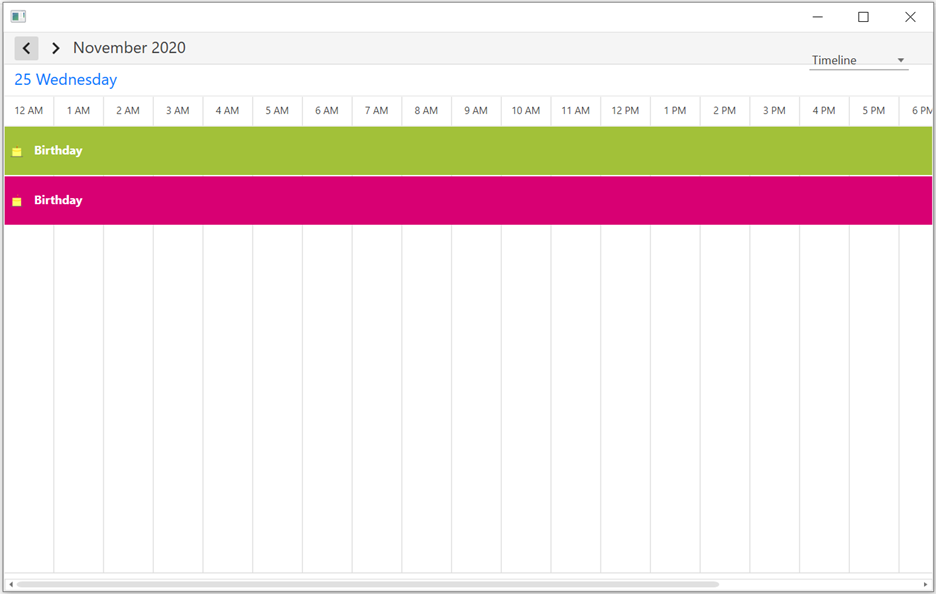 November 2020
Timeline
25 Wednesday
12 AM 1 AM 2 AM 3 AM 4 AM 5 AM 6 AM 7 AM 8 AM 9 AM 10 AM 11 AM 12 PM 1 PM 2 PM 3 PM 4 PM 5 PM 6 PM
Birthday
Birthday